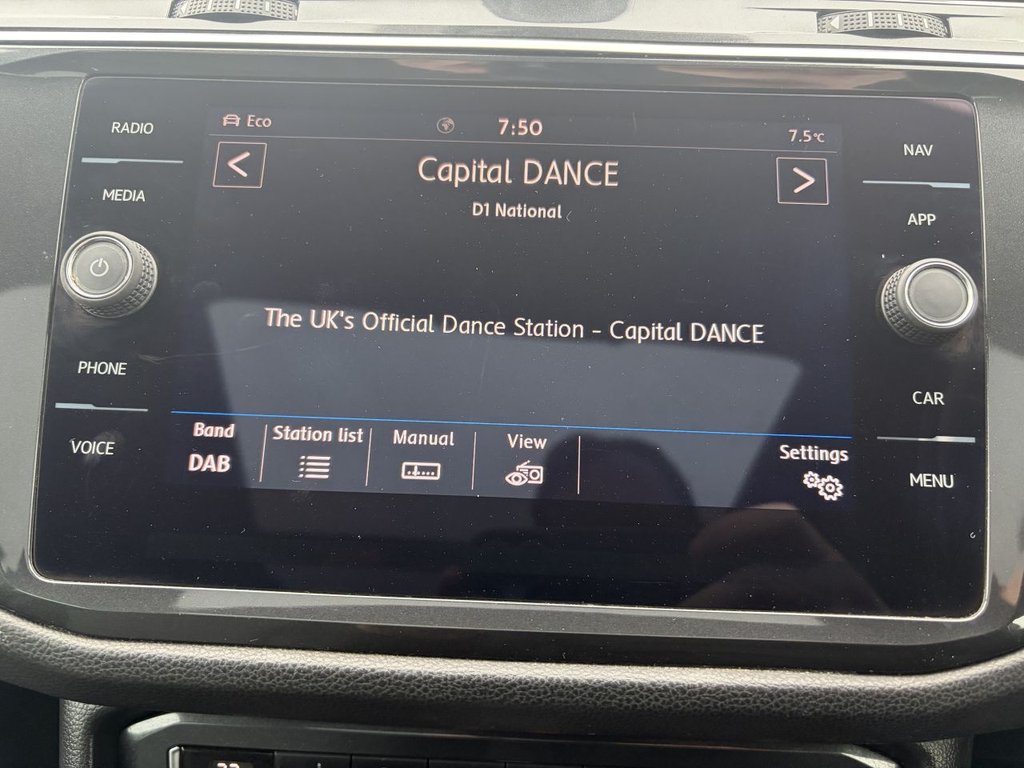 RADIO
MEDIA
PHONE
VOICE
Eco
7:50
7.5°C
Capital DANCE
D1 National
The UK's Official Dance Station - Capital DANCE
Band
DAB
Station list
Manual
View
Settings
NAV
APP
CAR
MENU